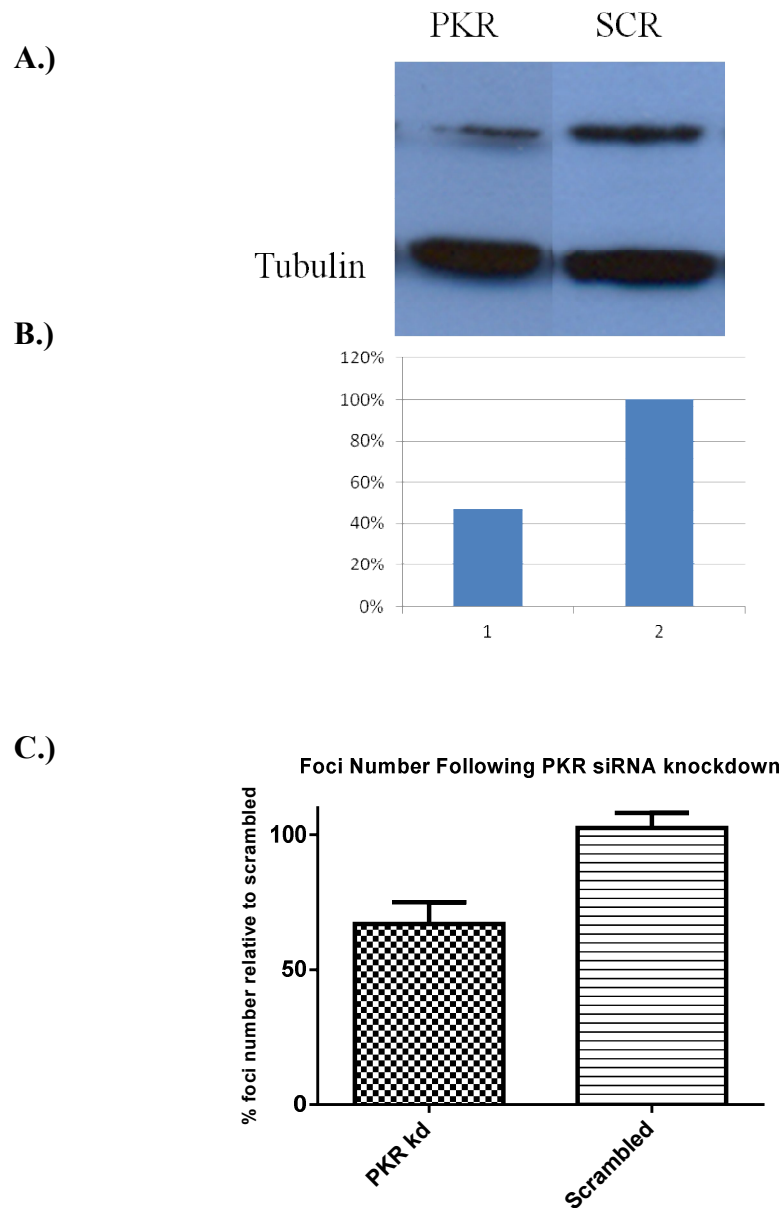 PKR SCR
A.)
Tubulin
B.)
120%
100%
80%
60%
40%
20%
0%
1 2
C.)
Foci Number Following PKR siRNA knockdown
% foci number relative to scrambled
100
50
0
PKR kd
Scrambled